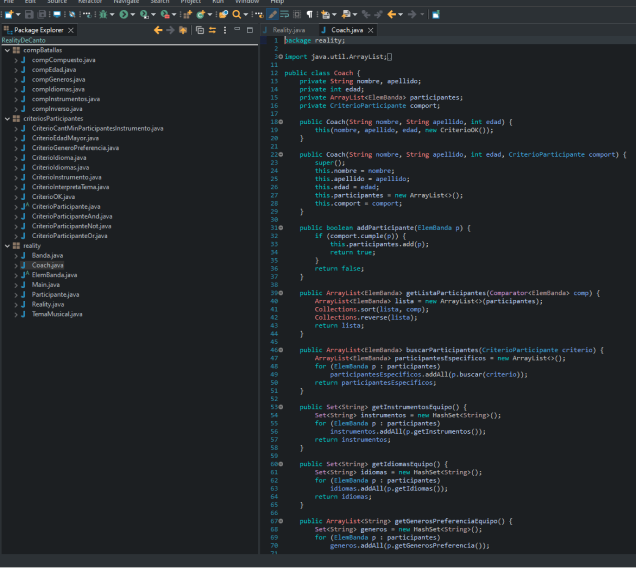 File Edit Source Refactor Navigate Search Project Run Window Help
Package Explorer
RealityDeCanto
compBatallas
compCompuesto.java
compEdad.java
compGeneros.java
compIdiomas.java
compInstrumentos.java
compInverso.java
criteriosParticipantes
CriterioCantMinParticipantesInstrumento.java
CriterioEdadMayor.java
CriterioGeneroPreferencia.java
CriterioIdioma.java
CriterioIdiomas.java
CriterioInstrumento.java
CriterioInterpretaTema.java
CriterioOK.java
CriterioParticipante.java
CriterioParticipanteAnd.java
CriterioParticipanteNot.java
CriterioParticipanteOr.java
reality
Banda.java
Coach.java
ElemBanda.java
Main.java
Participante.java
Reality.java
TemaMusical.java
Reality.java Coach.java
1 package reality;
2
3 import java.util.ArrayList;
11
12 public class Coach {
13 private String nombre, apellido;
14 private int edad;
15 private ArrayList<ElemBanda> participantes;
16 private CriterioParticipante comport;
17
18 public Coach(String nombre, String apellido, int edad) {
19 this(nombre, apellido, edad, new CriterioOK());
20 }
21
22 public Coach(String nombre, String apellido, int edad, CriterioParticipante comport) {
23 super();
24 this.nombre = nombre;
25 this.apellido = apellido;
26 this.edad = edad;
27 this.participantes = new ArrayList<>();
28 this.comport = comport;
29 }
30
31 public boolean addParticipante(ElemBanda p) {
32 if (comport.cumple(p)) {
33 this.participantes.add(p);
34 return true;
35 }
36 return false;
37 }
38
39 public ArrayList<ElemBanda> getListaParticipantes(Comparator<ElemBanda> comp) {
40 ArrayList<ElemBanda> lista = new ArrayList<>(participantes);
41 Collections.sort(lista, comp);
42 Collections.reverse(lista);
43 return lista;
44 }
45
46 public ArrayList<ElemBanda> buscarParticipantes(CriterioParticipante criterio) {
47 ArrayList<ElemBanda> participantesEspecificos = new ArrayList<>();
48 for (ElemBanda p : participantes)
49 participantesEspecificos.addAll(p.buscar(criterio));
50 return participantesEspecificos;
51 }
52
53 public Set<String> getInstrumentosEquipo() {
54 Set<String> instrumentos = new HashSet<String>();
55 for (ElemBanda p : participantes)
56 instrumentos.addAll(p.getInstrumentos());
57 return instrumentos;
58 }
59
60 public Set<String> getIdiomasEquipo() {
61 Set<String> idiomas = new HashSet<String>();
62 for (ElemBanda p : participantes)
63 idiomas.addAll(p.getIdiomas());
64 return idiomas;
65 }
66
67 public ArrayList<String> getGenerosPreferenciaEquipo() {
68 Set<String> generos = new HashSet<String>();
69 for (ElemBanda p : participantes)
70 generos.addAll(p.getGenerosPreferencia());
71